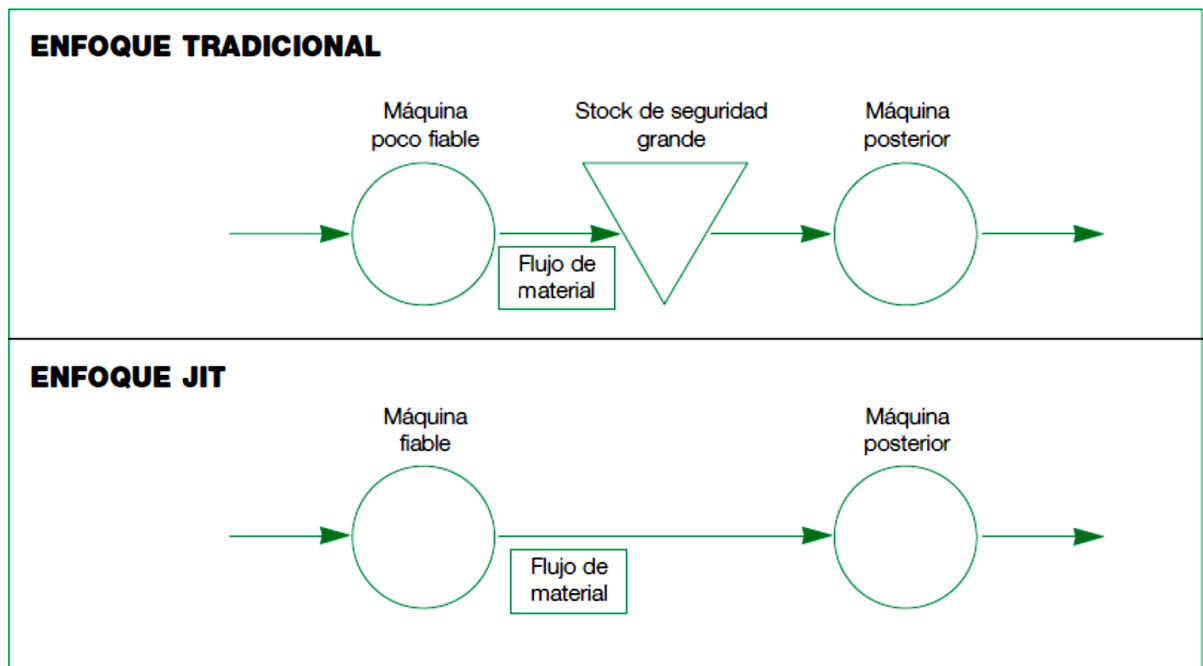 ENFOQUE TRADICIONAL
Máquina
poco fiable
Stock de seguridad
grande
Máquina
posterior
Flujo de
material
ENFOQUE JIT
Máquina
fiable
Máquina
posterior
Flujo de
material